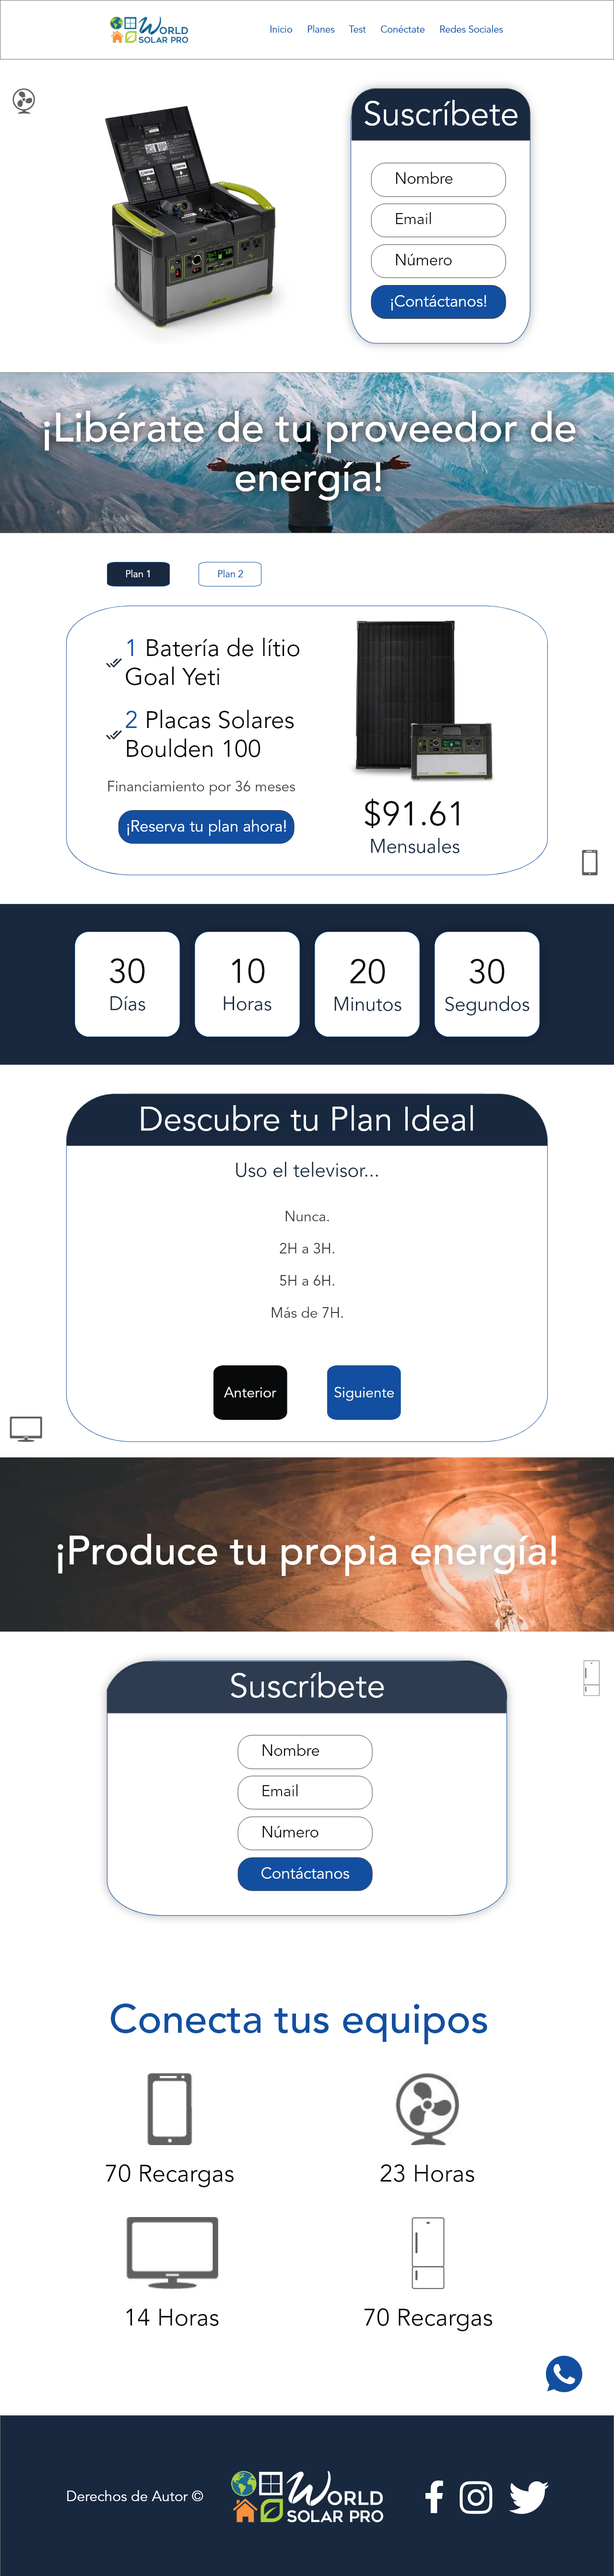 WORLD
SOLAR PRO
Inicio Planes Test Conéctate Redes Sociales
Suscríbete
Nombre
Email
Número
¡Contáctanos!
¡Libérate de tu proveedor de
energía!
Plan 1 Plan 2
1 Batería de lítio
Goal Yeti
2 Placas Solares
Boulden 100
Financiamiento por 36 meses
¡Reserva tu plan ahora!
$91.61
Mensuales
30 10 20 30
Días Horas Minutos Segundos
Descubre tu Plan Ideal
Uso el televisor...
Nunca.
2H a 3H.
5H a 6H.
Más de 7H.
Anterior Siguiente
¡Produce tu propia energía!
Suscríbete
Nombre
Email
Número
Contáctanos
Conecta tus equipos
70 Recargas 23 Horas
14 Horas 70 Recargas
Derechos de Autor ©
WORLD
SOLAR PRO